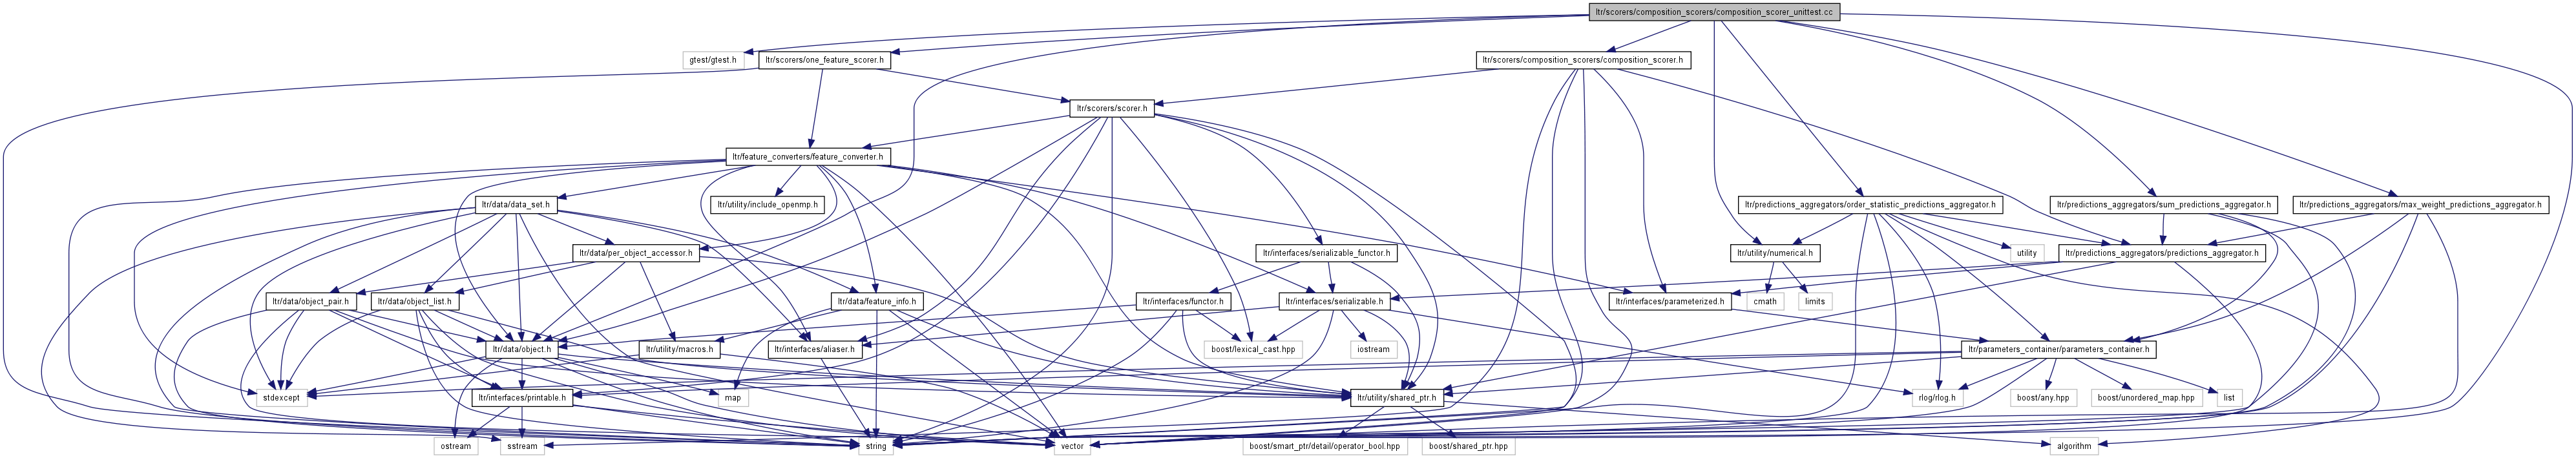 ltr/scorers/composition_scorers/composition_scorer_unittest.cc
gtest/gtest.h
ltr/scorers/one_feature_scorer.h
ltr/scorers/composition_scorers/composition_scorer.h
ltr/scorers/scorer.h
ltr/feature_converters/feature_converter.h
ltr/data/data_set.h
ltr/utility/include_openmp.h
ltr/predictions_aggregators/order_statistic_predictions_aggregator.h
ltr/predictions_aggregators/sum_predictions_aggregator.h
ltr/predictions_aggregators/max_weight_predictions_aggregator.h
ltr/data/per_object_accessor.h
ltr/interfaces/serializable_functor.h
ltr/utility/numerical.h
utility
ltr/predictions_aggregators/predictions_aggregator.h
ltr/data/object_pair.h
ltr/data/object_list.h
ltr/data/feature_info.h
ltr/interfaces/functor.h
ltr/interfaces/serializable.h
ltr/interfaces/parameterized.h
cmath
limits
ltr/data/object.h
ltr/utility/macros.h
ltr/interfaces/aliaser.h
boost/lexical_cast.hpp
iostream
ltr/parameters_container/parameters_container.h
stdexcept
ltr/interfaces/printable.h
map
ltr/utility/shared_ptr.h
rlog/rlog.h
boost/any.hpp
boost/unordered_map.hpp
list
ostream
sstream
string
vector
boost/smart_ptr/detail/operator_bool.hpp
boost/shared_ptr.hpp
algorithm